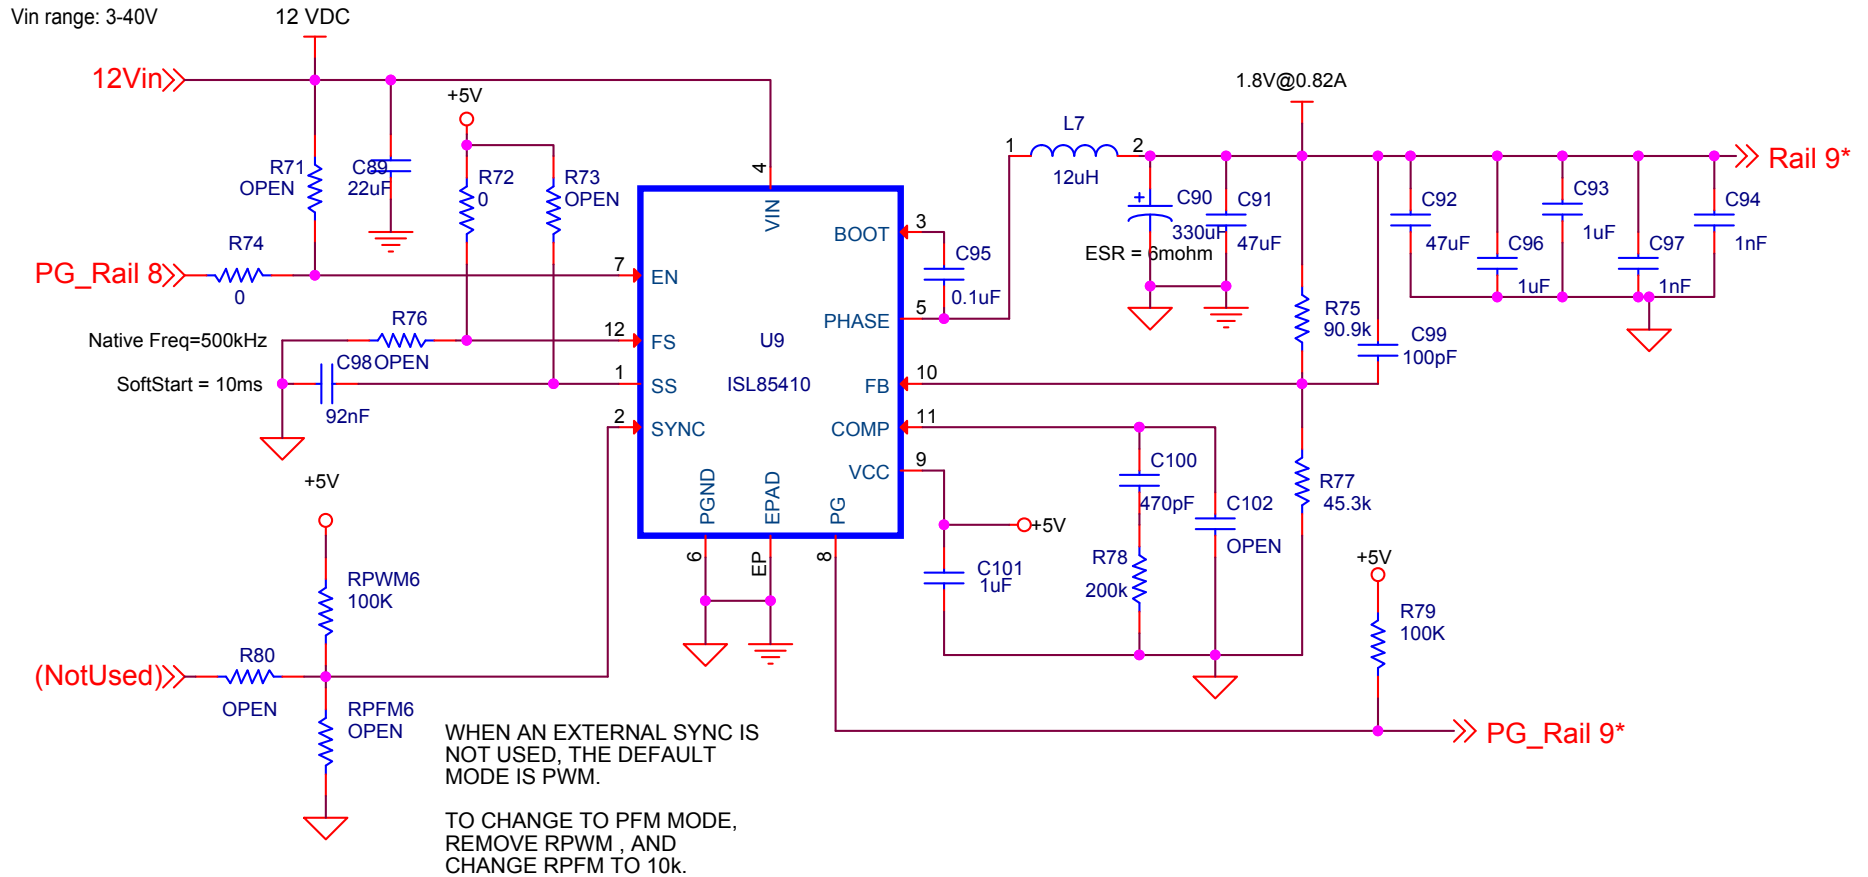 Vin range: 3-40V
12 VDC
12Vin
+5V
1.8V@0.82A
R71
OPEN
C89
22uF
R72
0
R73
OPEN
4
VIN
1
L7
2
12uH
Rail 9*
C90
330uF
ESR = 6mohm
C91
47uF
C92
47uF
C96
1uF
C93
1uF
C97
1nF
C94
1nF
R74
0
PG_Rail 8
7
EN
BOOT
3
C95
0.1uF
PHASE
5
R75
90.9k
C99
100pF
Native Freq=500kHz
R76
OPEN
12
FS
U9
ISL85410
SoftStart = 10ms
C98
92nF
1
SS
FB
10
2
SYNC
COMP
11
VCC
9
PGND
EPAD
PG
6
EP
8
C100
470pF
C102
OPEN
R77
45.3k
+5V
+5V
C101
1uF
R78
200k
+5V
R79
100K
RPWM6
100K
(NotUsed)
R80
OPEN
RPFM6
OPEN
PG_Rail 9*
WHEN AN EXTERNAL SYNC IS
NOT USED, THE DEFAULT
MODE IS PWM.
TO CHANGE TO PFM MODE,
REMOVE RPWM , AND
CHANGE RPFM TO 10k.